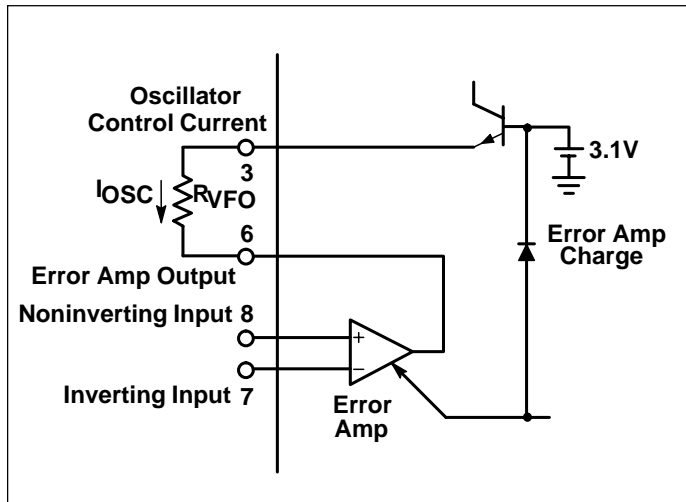 Oscillator
Control Current
3
IOSC
RVFO
6
Error Amp Output
Noninverting Input 8
Inverting Input 7
+
−
Error
Amp
3.1V
Error Amp
Charge